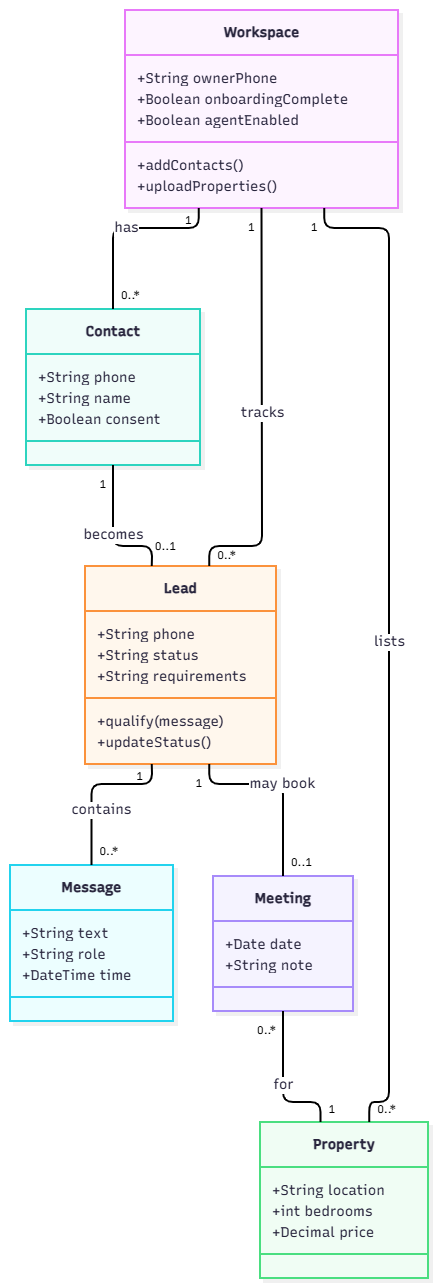 Workspace
+String ownerPhone
+Boolean onboardingComplete
+Boolean agentEnabled
+addContacts()
+uploadProperties()
1
1
1
has
0..*
Contact
+String phone
+String name
+Boolean consent
tracks
1
becomes
0..1
0..*
Lead
+String phone
+String status
+String requirements
+qualify(message)
+updateStatus()
lists
1
1
may book
contains
0..*
0..1
Message
+String text
+String role
+DateTime time
Meeting
+Date date
+String note
0..*
for
1
0..*
Property
+String location
+int bedrooms
+Decimal price